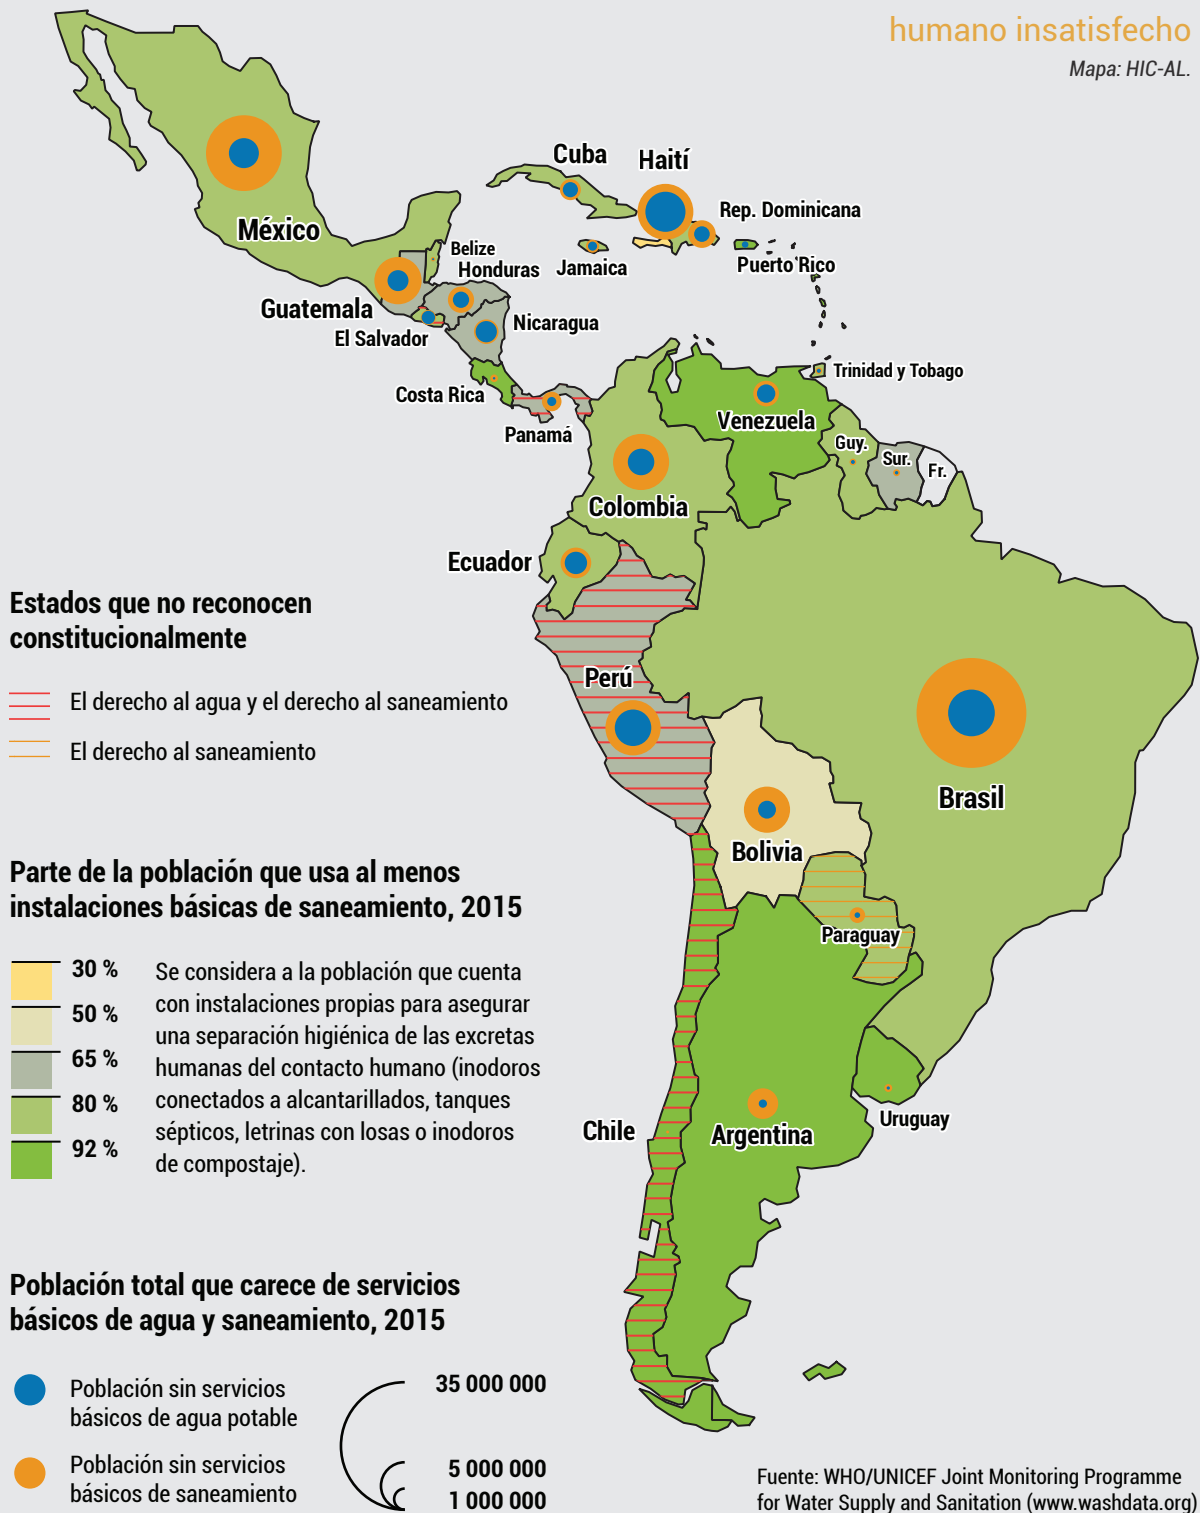 humano insatisfecho
Mapa: HIC-AL.
Cuba
Haití
Rep. Dominicana
México
Belize
Honduras
Jamaica
Puerto Rico
Guatemala
El Salvador
Nicaragua
Trinidad y Tobago
Costa Rica
Venezuela
Panamá
Guy.
Sur.
Fr.
Colombia
Ecuador
Estados que no reconocen
constitucionalmente
El derecho al agua y el derecho al saneamiento
El derecho al saneamiento
Perú
Brasil
Bolivia
Paraguay
Parte de la población que usa al menos
instalaciones básicas de saneamiento, 2015
30 %
50 %
65 %
80 %
92 %
Se considera a la población que cuenta
con instalaciones propias para asegurar
una separación higiénica de las excretas
humanas del contacto humano (inodoros
conectados a alcantarillados, tanques
sépticos, letrinas con losas o inodoros
de compostaje).
Chile
Argentina
Uruguay
Población total que carece de servicios
básicos de agua y saneamiento, 2015
Población sin servicios
básicos de agua potable
Población sin servicios
básicos de saneamiento
35 000 000
5 000 000
1 000 000
Fuente: WHO/UNICEF Joint Monitoring Programme
for Water Supply and Sanitation (www.washdata.org)